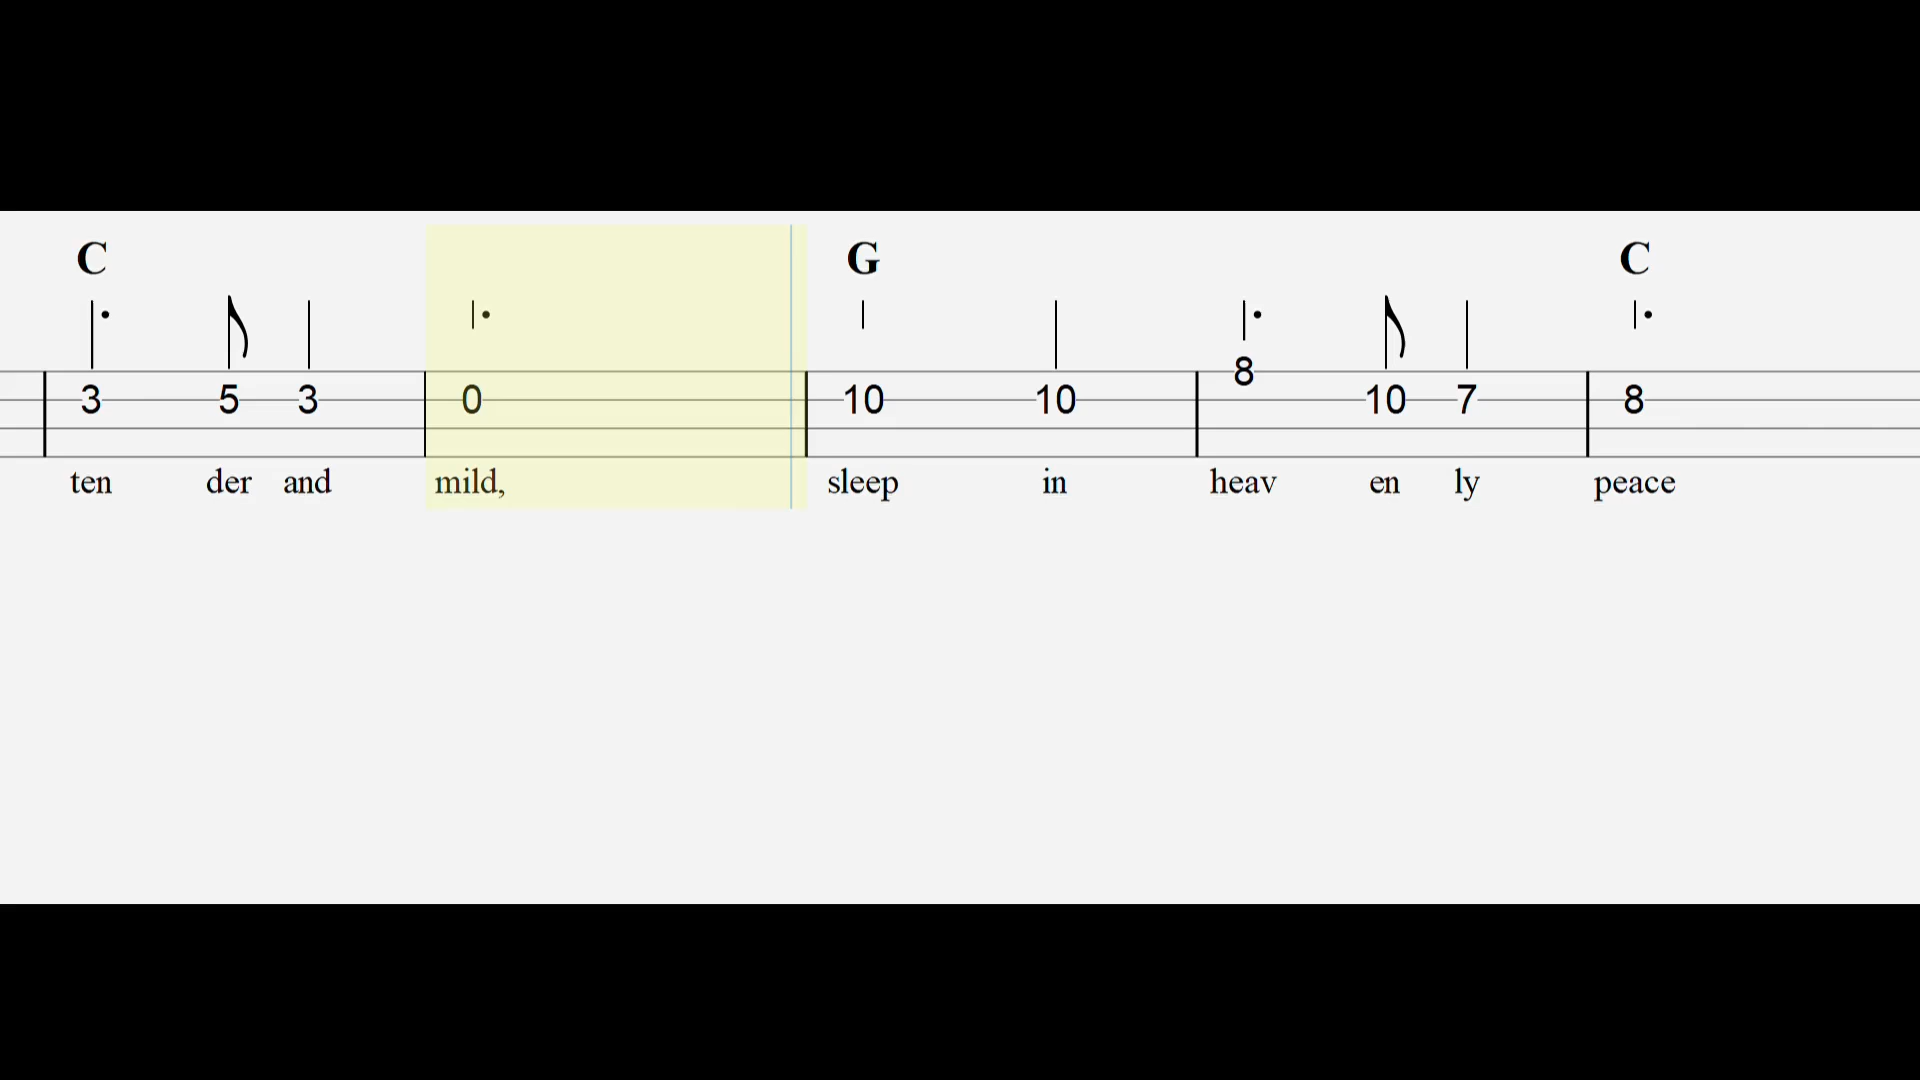 C G C
8
3 5 3 0 10 10 10 7 8
ten der and mild, sleep in heav en ly peace